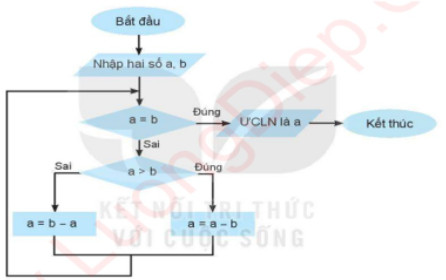 Bắt đầu
Nhập hai số a, b
a = b
Đúng
ƯCLN là a
Kết thúc
Sai
a > b
Sai
Đúng
a = b – a
a = a – b
KẾT NỐI TRI THỨC
VỚI CUỘC SỐNG